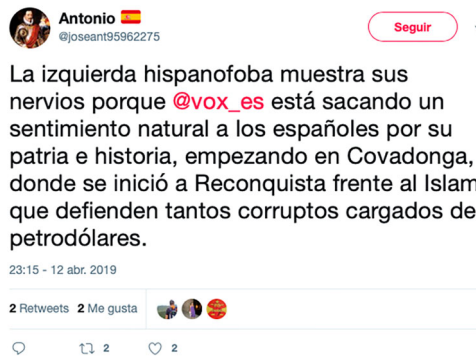 Antonio 🇪🇸
Seguir
@joseant95962275
La izquierda hispanofoba muestra sus
nervios porque @vox_es está sacando un
sentimiento natural a los españoles por su
patria e historia, empezando en Covadonga,
donde se inició a Reconquista frente al Islam
que defienden tantos corruptos cargados de
petrodólares.
23:15 - 12 abr. 2019
2 Retweets 2 Me gusta
2 2